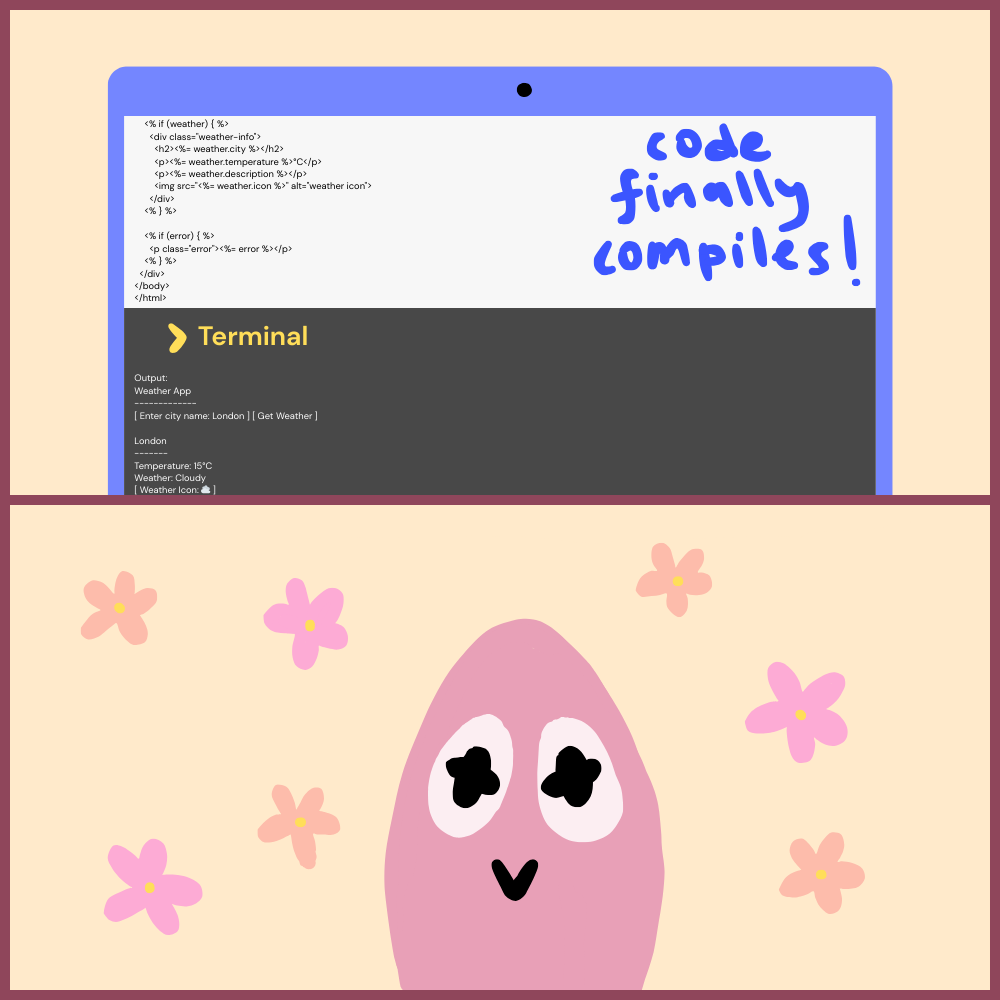 <% if (weather) { %>
<div class="weather-info">
<h2><%= weather.city %></h2>
<p><%= weather.temperature %>°C</p>
<p><%= weather.description %></p>
<img src="<%= weather.icon %>" alt="weather icon">
</div>
<% } %>
<% if (error) { %>
<p class="error"><%= error %></p>
<% } %>
</div>
</body>
</html>
code
finally
compiles!
Terminal
Output:
Weather App
-------------
[ Enter city name: London ] [ Get Weather ]
London
-------
Temperature: 15°C
Weather: Cloudy
[ Weather Icon: ☁️ ]